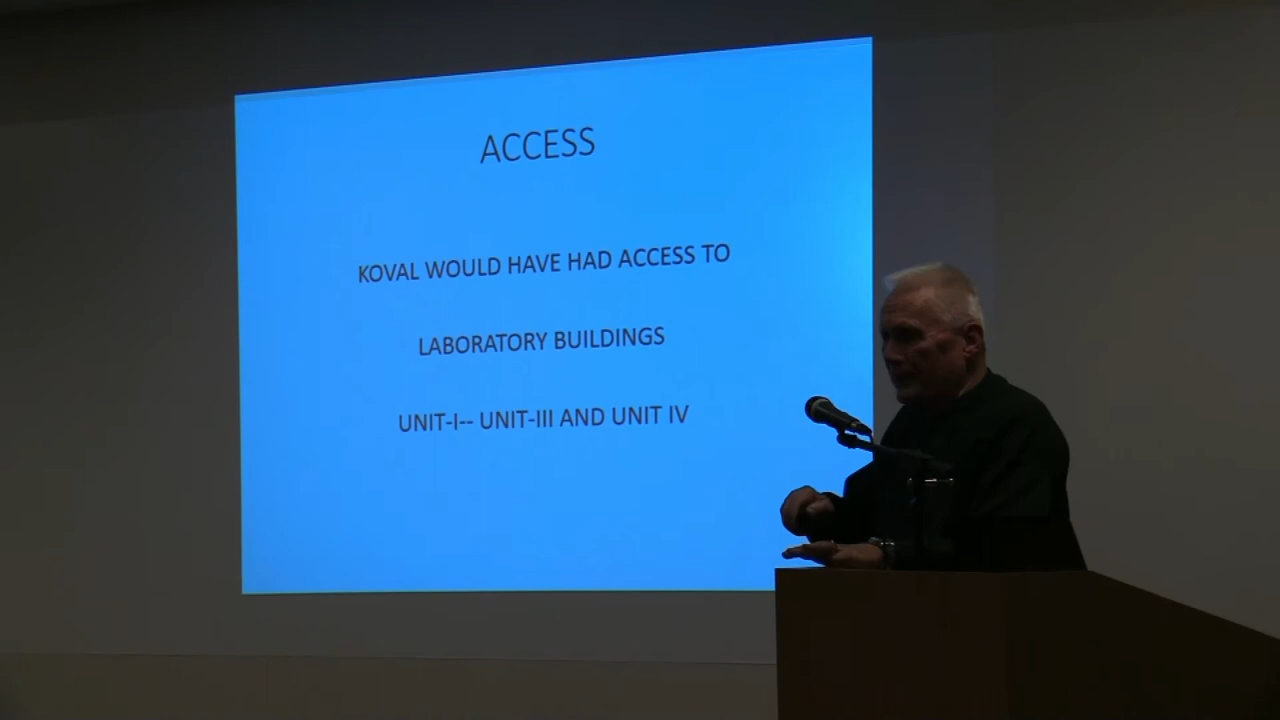 ACCESS
KOVAL WOULD HAVE HAD ACCESS TO
LABORATORY BUILDINGS
UNIT-I-- UNIT-III AND UNIT IV